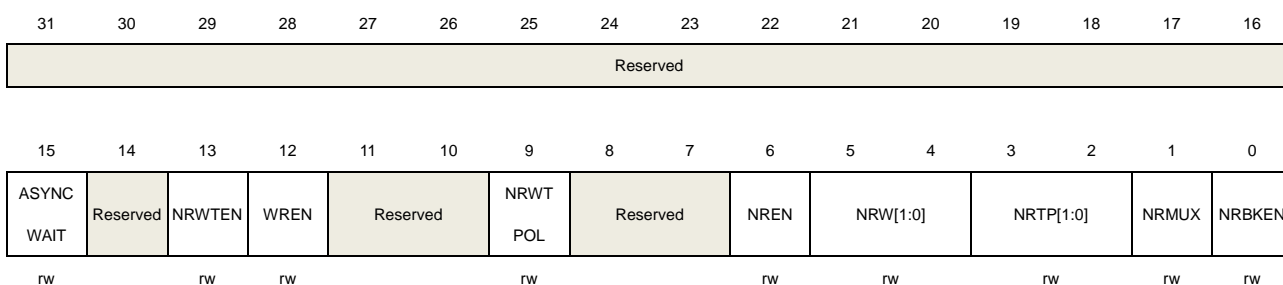 31 30 29 28 27 26 25 24 23 22 21 20 19 18 17 16
Reserved
15 14 13 12 11 10 9 8 7 6 5 4 3 2 1 0
ASYNC
WAIT
Reserved
NRWTEN
WREN
Reserved
NRWT
POL
Reserved
NREN
NRW[1:0]
NRTP[1:0]
NRMUX
NRBKEN
rw rw rw rw rw rw rw rw rw